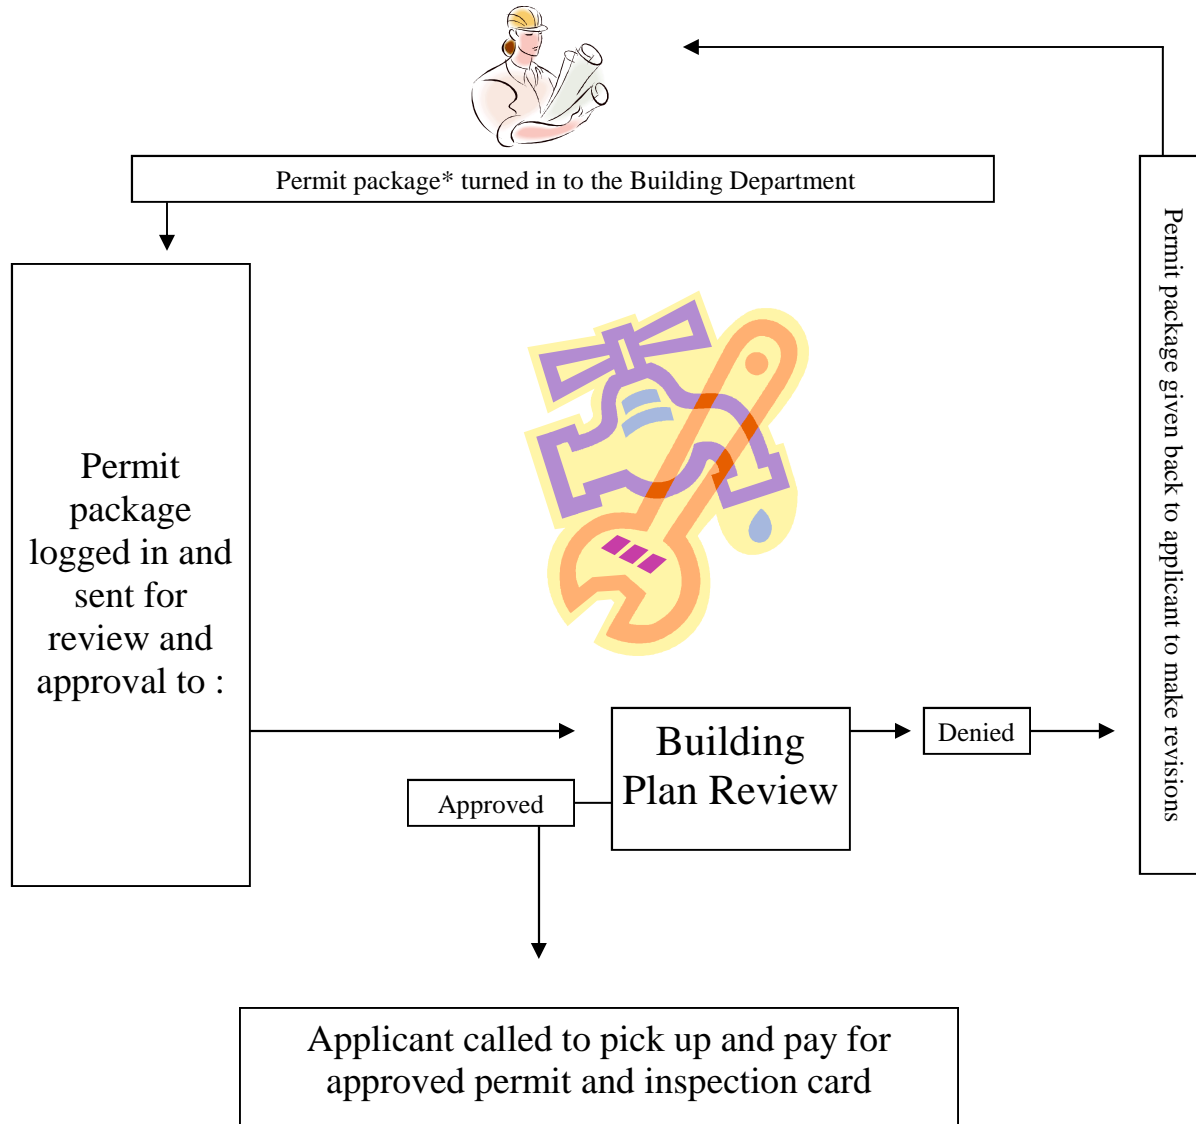 Permit package* turned in to the Building Department
Permit
package
logged in and
sent for
review and
approval to :
Building
Plan Review
Denied
Approved
Permit package given back to applicant to make revisions
Applicant called to pick up and pay for
approved permit and inspection card